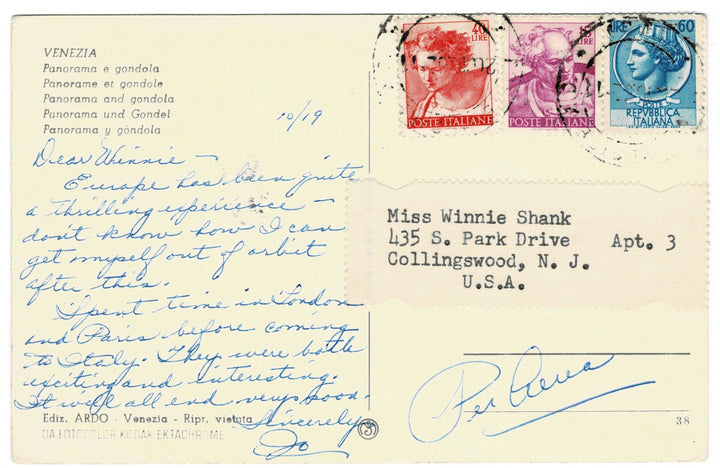 VENEZIA
Panorama e gondola
Panorame et gondole
Panorama and gondola
Panorama und Gondel
Panorama y góndola
10/19
Dear Winnie —
Europe has been quite
a thrilling experience —
don't know how I can
get myself out of orbit
after this.
Spent time in London
and Paris before coming
to Italy. They were both
exciting and interesting.
It will all end very soon.
Sincerely
Jo
Ediz. ARDO - Venezia - Ripr. vietata
DA FOTOCOLOR KODAK EKTACHROME
40
LIRE
POSTE ITALIANE
LIRE
POSTE ITALIANE
LIRE 60
POSTE
REPVBBLICA
ITALIANA
Miss Winnie Shank
435 S. Park Drive Apt. 3
Collingswood, N. J.
U.S.A.
Per Aerea
38